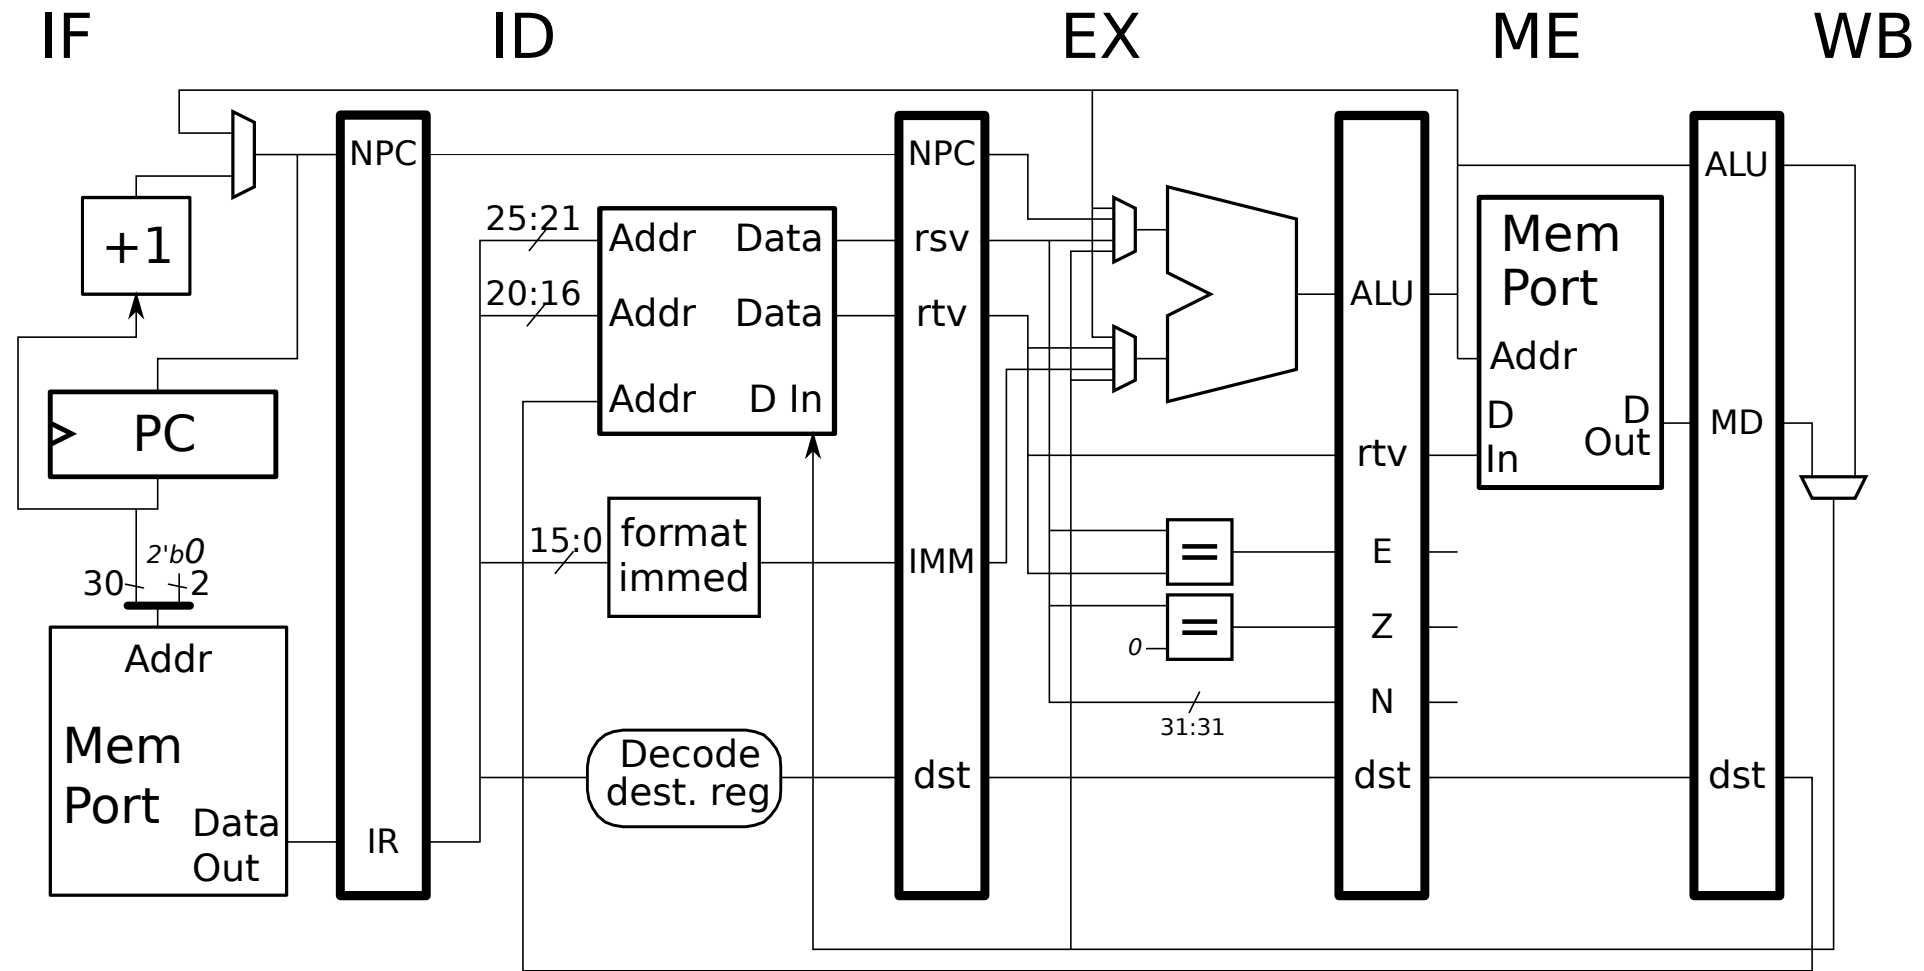 IF
ID
EX
ME
WB
+1
PC
2'b0
30
2
Addr
Mem
Port
Data
Out
NPC
IR
25:21
20:16
15:0
Addr
Data
Addr
Data
Addr
D In
format
immed
Decode
dest. reg
NPC
rsv
rtv
IMM
dst
=
=
0
31:31
ALU
rtv
E
Z
N
dst
Mem
Port
Addr
D
In
D
Out
ALU
MD
dst